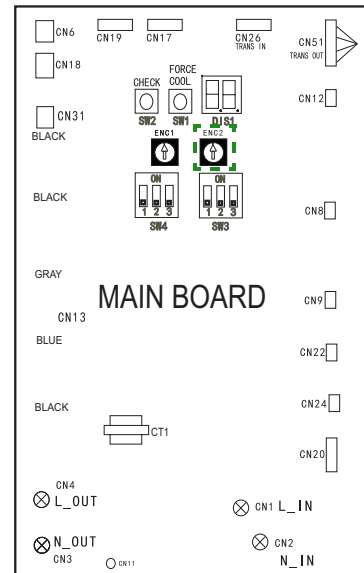 CN6
CN19
CN17
CN26
TRANS IN
CN51
TRANS OUT
CN18
CHECK
FORCE
COOL
CN12
CN31
SW2
SW1
DIS1
BLACK
ENC1
ENC2
ON
1 2 3
SW4
ON
1 2 3
SW3
BLACK
CN8
GRAY
MAIN BOARD
CN9
CN13
BLUE
CN22
BLACK
CN24
CT1
CN20
CN4
L_OUT
CN1 L_IN
N_OUT
CN3
CN11
CN2
N_IN